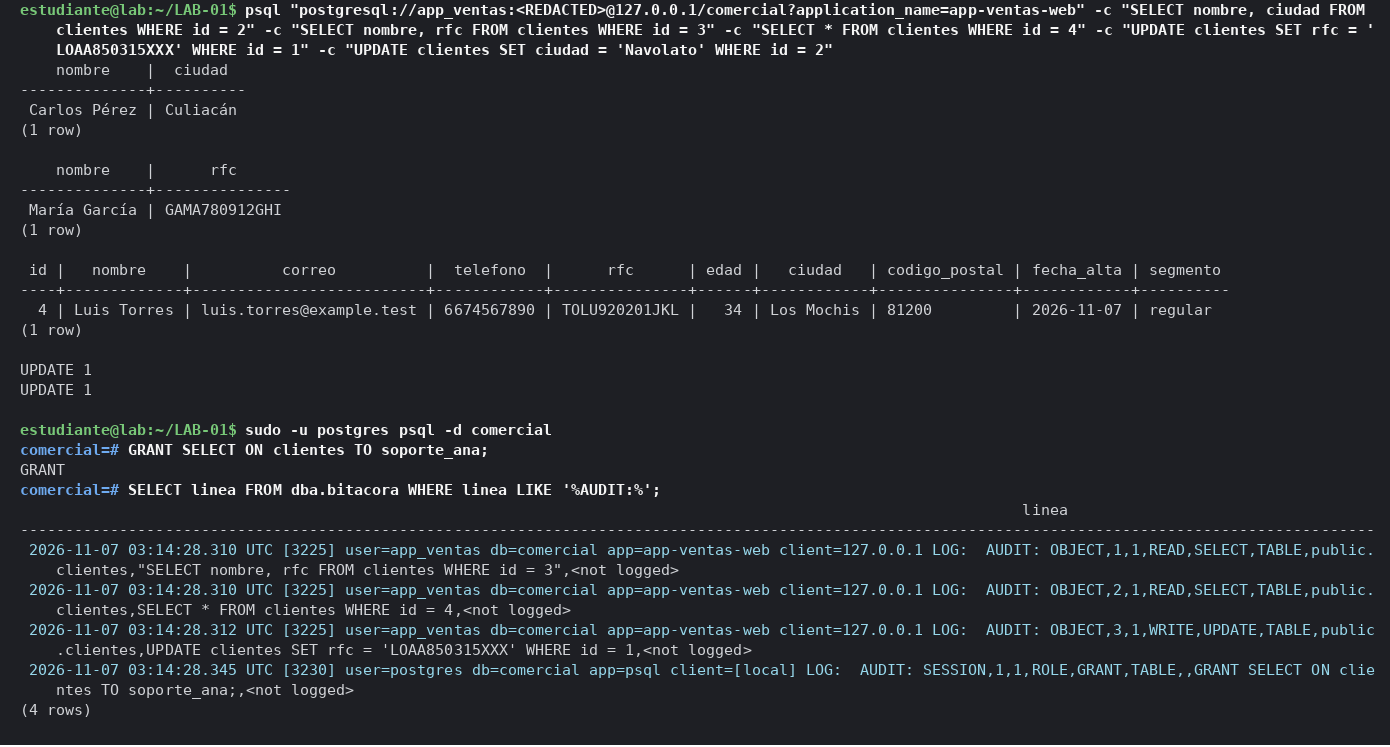 estudiante@lab:~/LAB-01$ psql "postgresql://app_ventas:<REDACTED>@127.0.0.1/comercial?application_name=app-ventas-web" -c "SELECT nombre, ciudad FROM
    clientes WHERE id = 2" -c "SELECT nombre, rfc FROM clientes WHERE id = 3" -c "SELECT * FROM clientes WHERE id = 4" -c "UPDATE clientes SET rfc = '
    LOAA850315XXX' WHERE id = 1" -c "UPDATE clientes SET ciudad = 'Navolato' WHERE id = 2"
    nombre    |  ciudad
--------------+----------
 Carlos Pérez | Culiacán
(1 row)

    nombre    |      rfc
--------------+---------------
 María García | GAMA780912GHI
(1 row)

 id |   nombre    |          correo          |  telefono  |      rfc      | edad |   ciudad   | codigo_postal | fecha_alta | segmento
----+-------------+--------------------------+------------+---------------+------+------------+---------------+------------+----------
  4 | Luis Torres | luis.torres@example.test | 6674567890 | TOLU920201JKL |   34 | Los Mochis | 81200         | 2026-11-07 | regular
(1 row)

UPDATE 1
UPDATE 1

estudiante@lab:~/LAB-01$ sudo -u postgres psql -d comercial
comercial=# GRANT SELECT ON clientes TO soporte_ana;
GRANT
comercial=# SELECT linea FROM dba.bitacora WHERE linea LIKE '%AUDIT:%';
                                                                                                               linea
------------------------------------------------------------------------------------------------------------------------------------------------------
 2026-11-07 03:14:28.310 UTC [3225] user=app_ventas db=comercial app=app-ventas-web client=127.0.0.1 LOG:  AUDIT: OBJECT,1,1,READ,SELECT,TABLE,public.
    clientes,"SELECT nombre, rfc FROM clientes WHERE id = 3",<not logged>
 2026-11-07 03:14:28.310 UTC [3225] user=app_ventas db=comercial app=app-ventas-web client=127.0.0.1 LOG:  AUDIT: OBJECT,2,1,READ,SELECT,TABLE,public.
    clientes,SELECT * FROM clientes WHERE id = 4,<not logged>
 2026-11-07 03:14:28.312 UTC [3225] user=app_ventas db=comercial app=app-ventas-web client=127.0.0.1 LOG:  AUDIT: OBJECT,3,1,WRITE,UPDATE,TABLE,public
    .clientes,UPDATE clientes SET rfc = 'LOAA850315XXX' WHERE id = 1,<not logged>
 2026-11-07 03:14:28.345 UTC [3230] user=postgres db=comercial app=psql client=[local] LOG:  AUDIT: SESSION,1,1,ROLE,GRANT,TABLE,,GRANT SELECT ON clie
    ntes TO soporte_ana;,<not logged>
(4 rows)